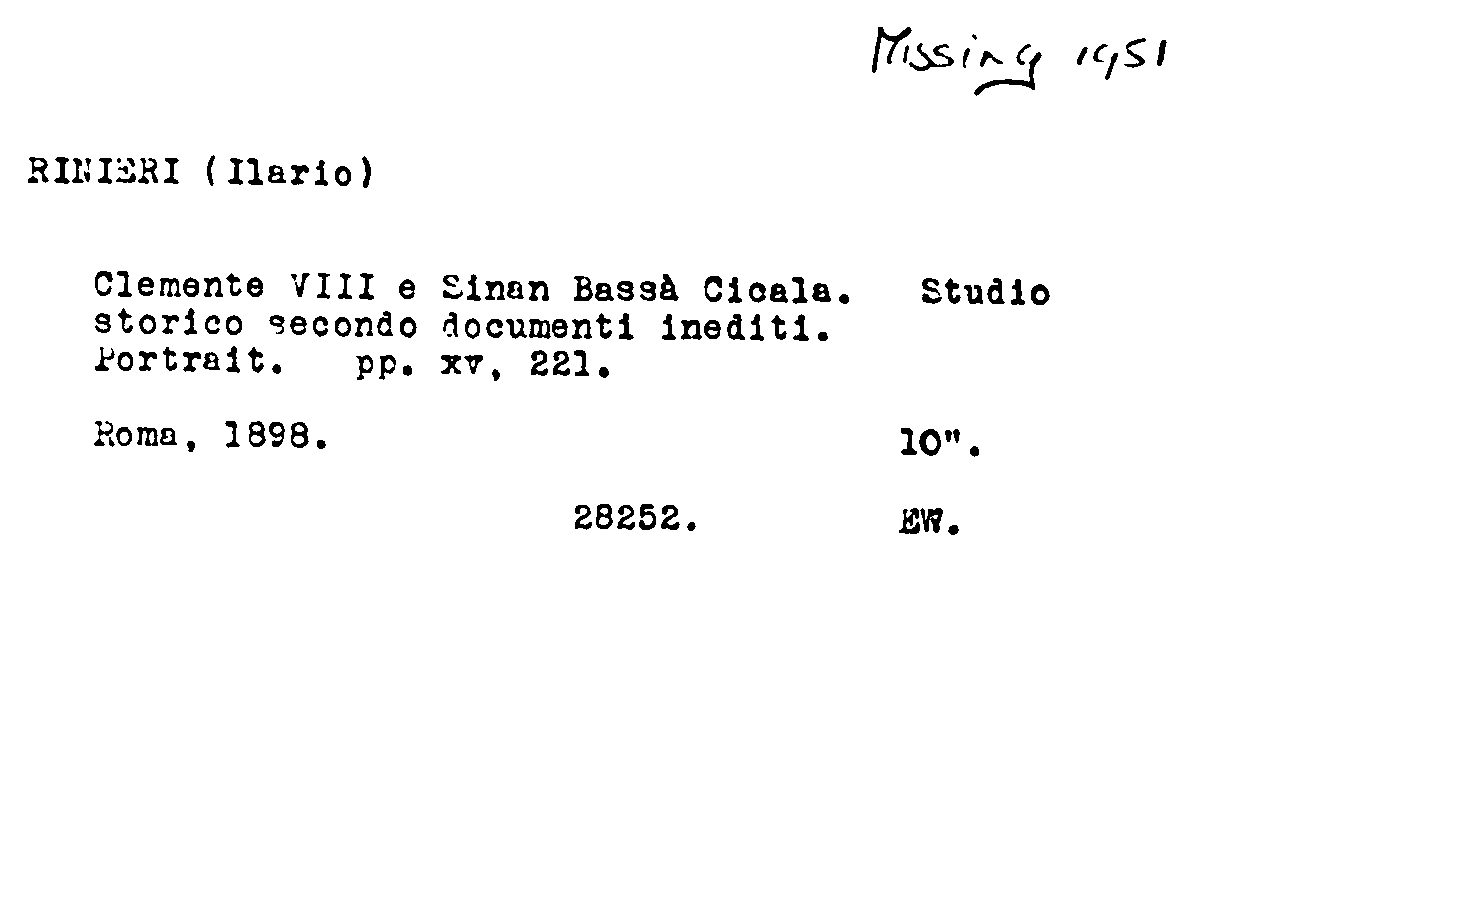 Missing 1951
RINIERI (Ilario)
Clemente VIII e Sinan Bassà Cicala. Studio
storico secondo documenti inediti.
Portrait. pp. xv, 221.
Roma, 1898. 10".
28252. EW.